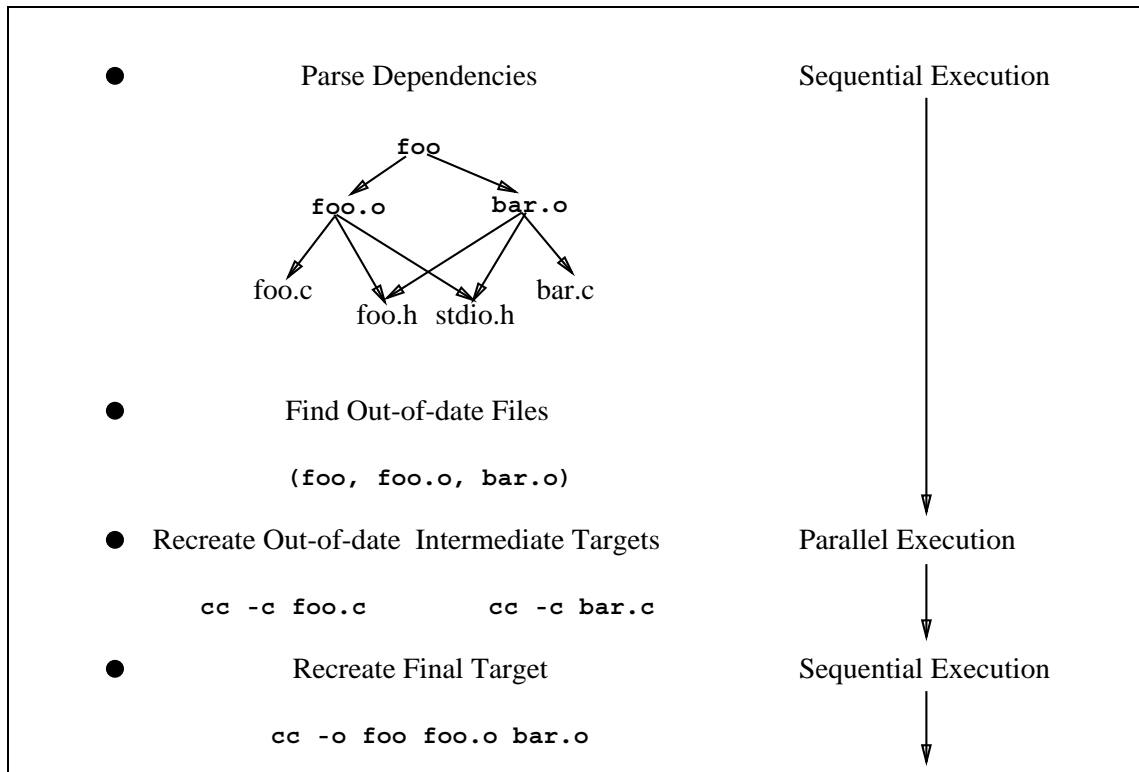 ● Parse Dependencies Sequential Execution
foo
foo.o bar.o
foo.c bar.c
foo.h stdio.h
● Find Out-of-date Files
(foo, foo.o, bar.o)
● Recreate Out-of-date Intermediate Targets Parallel Execution
cc -c foo.c cc -c bar.c
● Recreate Final Target Sequential Execution
cc -o foo foo.o bar.o